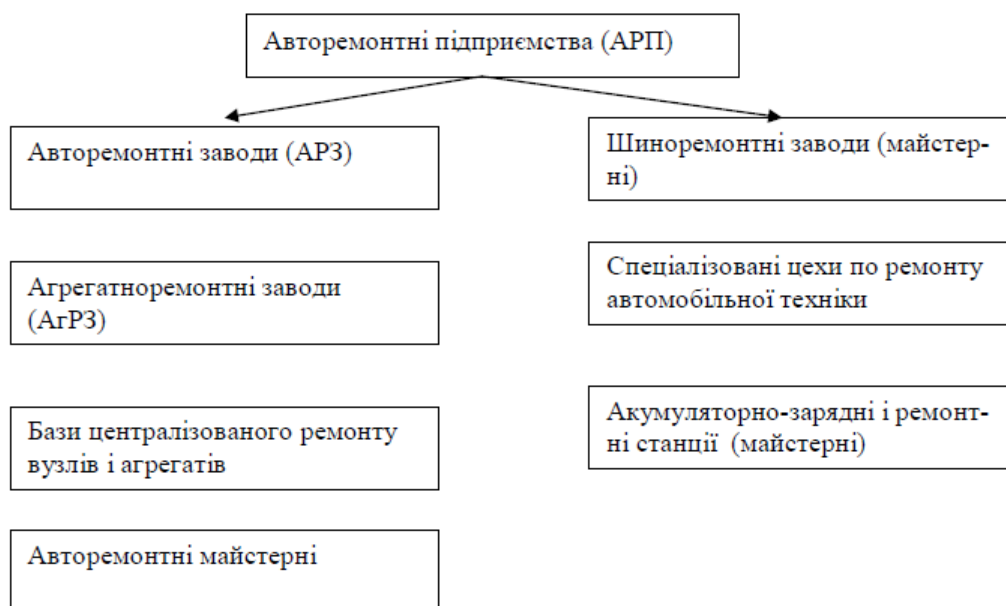 Авторемонтні підприємства (АРП)
Авторемонтні заводи (АРЗ)
Агрегатноремонтні заводи
(АгРЗ)
Бази централізованого ремонту
вузлів і агрегатів
Авторемонтні майстерні
Шиноремонтні заводи (майстер-
ні)
Спеціалізовані цехи по ремонту
автомобільної техніки
Акумуляторно-зарядні і ремонт-
ні станції (майстерні)